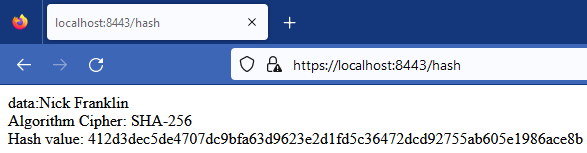 localhost:8443/hash
https://localhost:8443/hash
data:Nick Franklin
Algorithm Cipher: SHA-256
Hash value: 412d3dec5de4707dc9bfa63d9623e2d1fd5c36472dcd92755ab605e1986ace8b